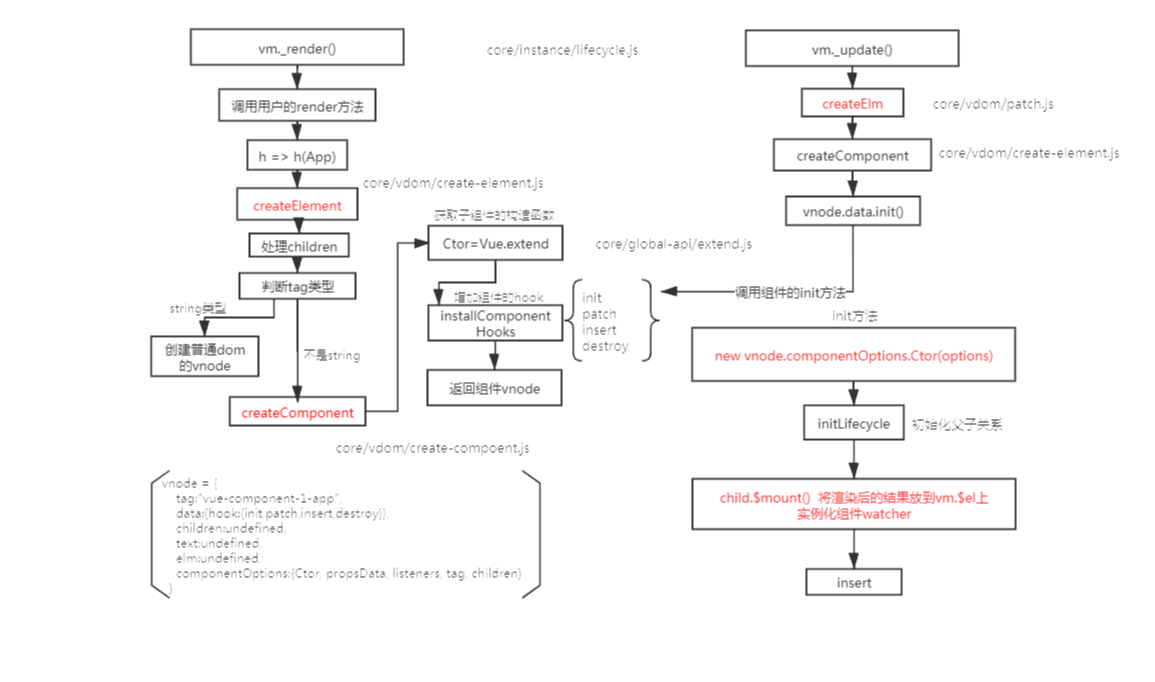 vm._render()
core/instance/lifecycle.js
调用用户的render方法
h => h(App)
core/vdom/create-element.js
createElement
处理children
判断tag类型
string类型
创建普通dom
的vnode
不是string
createComponent
core/vdom/create-compoent.js
获取子组件的构造函数
Ctor=Vue.extend
core/global-api/extend.js
增加组件的hook
installComponent
Hooks
init
patch
insert
destroy
返回组件vnode
vnode = {
tag:"vue-component-1-app",
data:{hook:{init,patch,insert,destroy}},
children:undefined,
text:undefined,
elm:undefined,
componentOptions:{Ctor, propsData, listeners, tag, children}
}
vm._update()
createElm
core/vdom/patch.js
createComponent
core/vdom/create-element.js
vnode.data.init()
调用组件的init方法
init方法
new vnode.componentOptions.Ctor(options)
initLifecycle
初始化父子关系
child.$mount() 将渲染后的结果放到vm.$el上
实例化组件watcher
insert